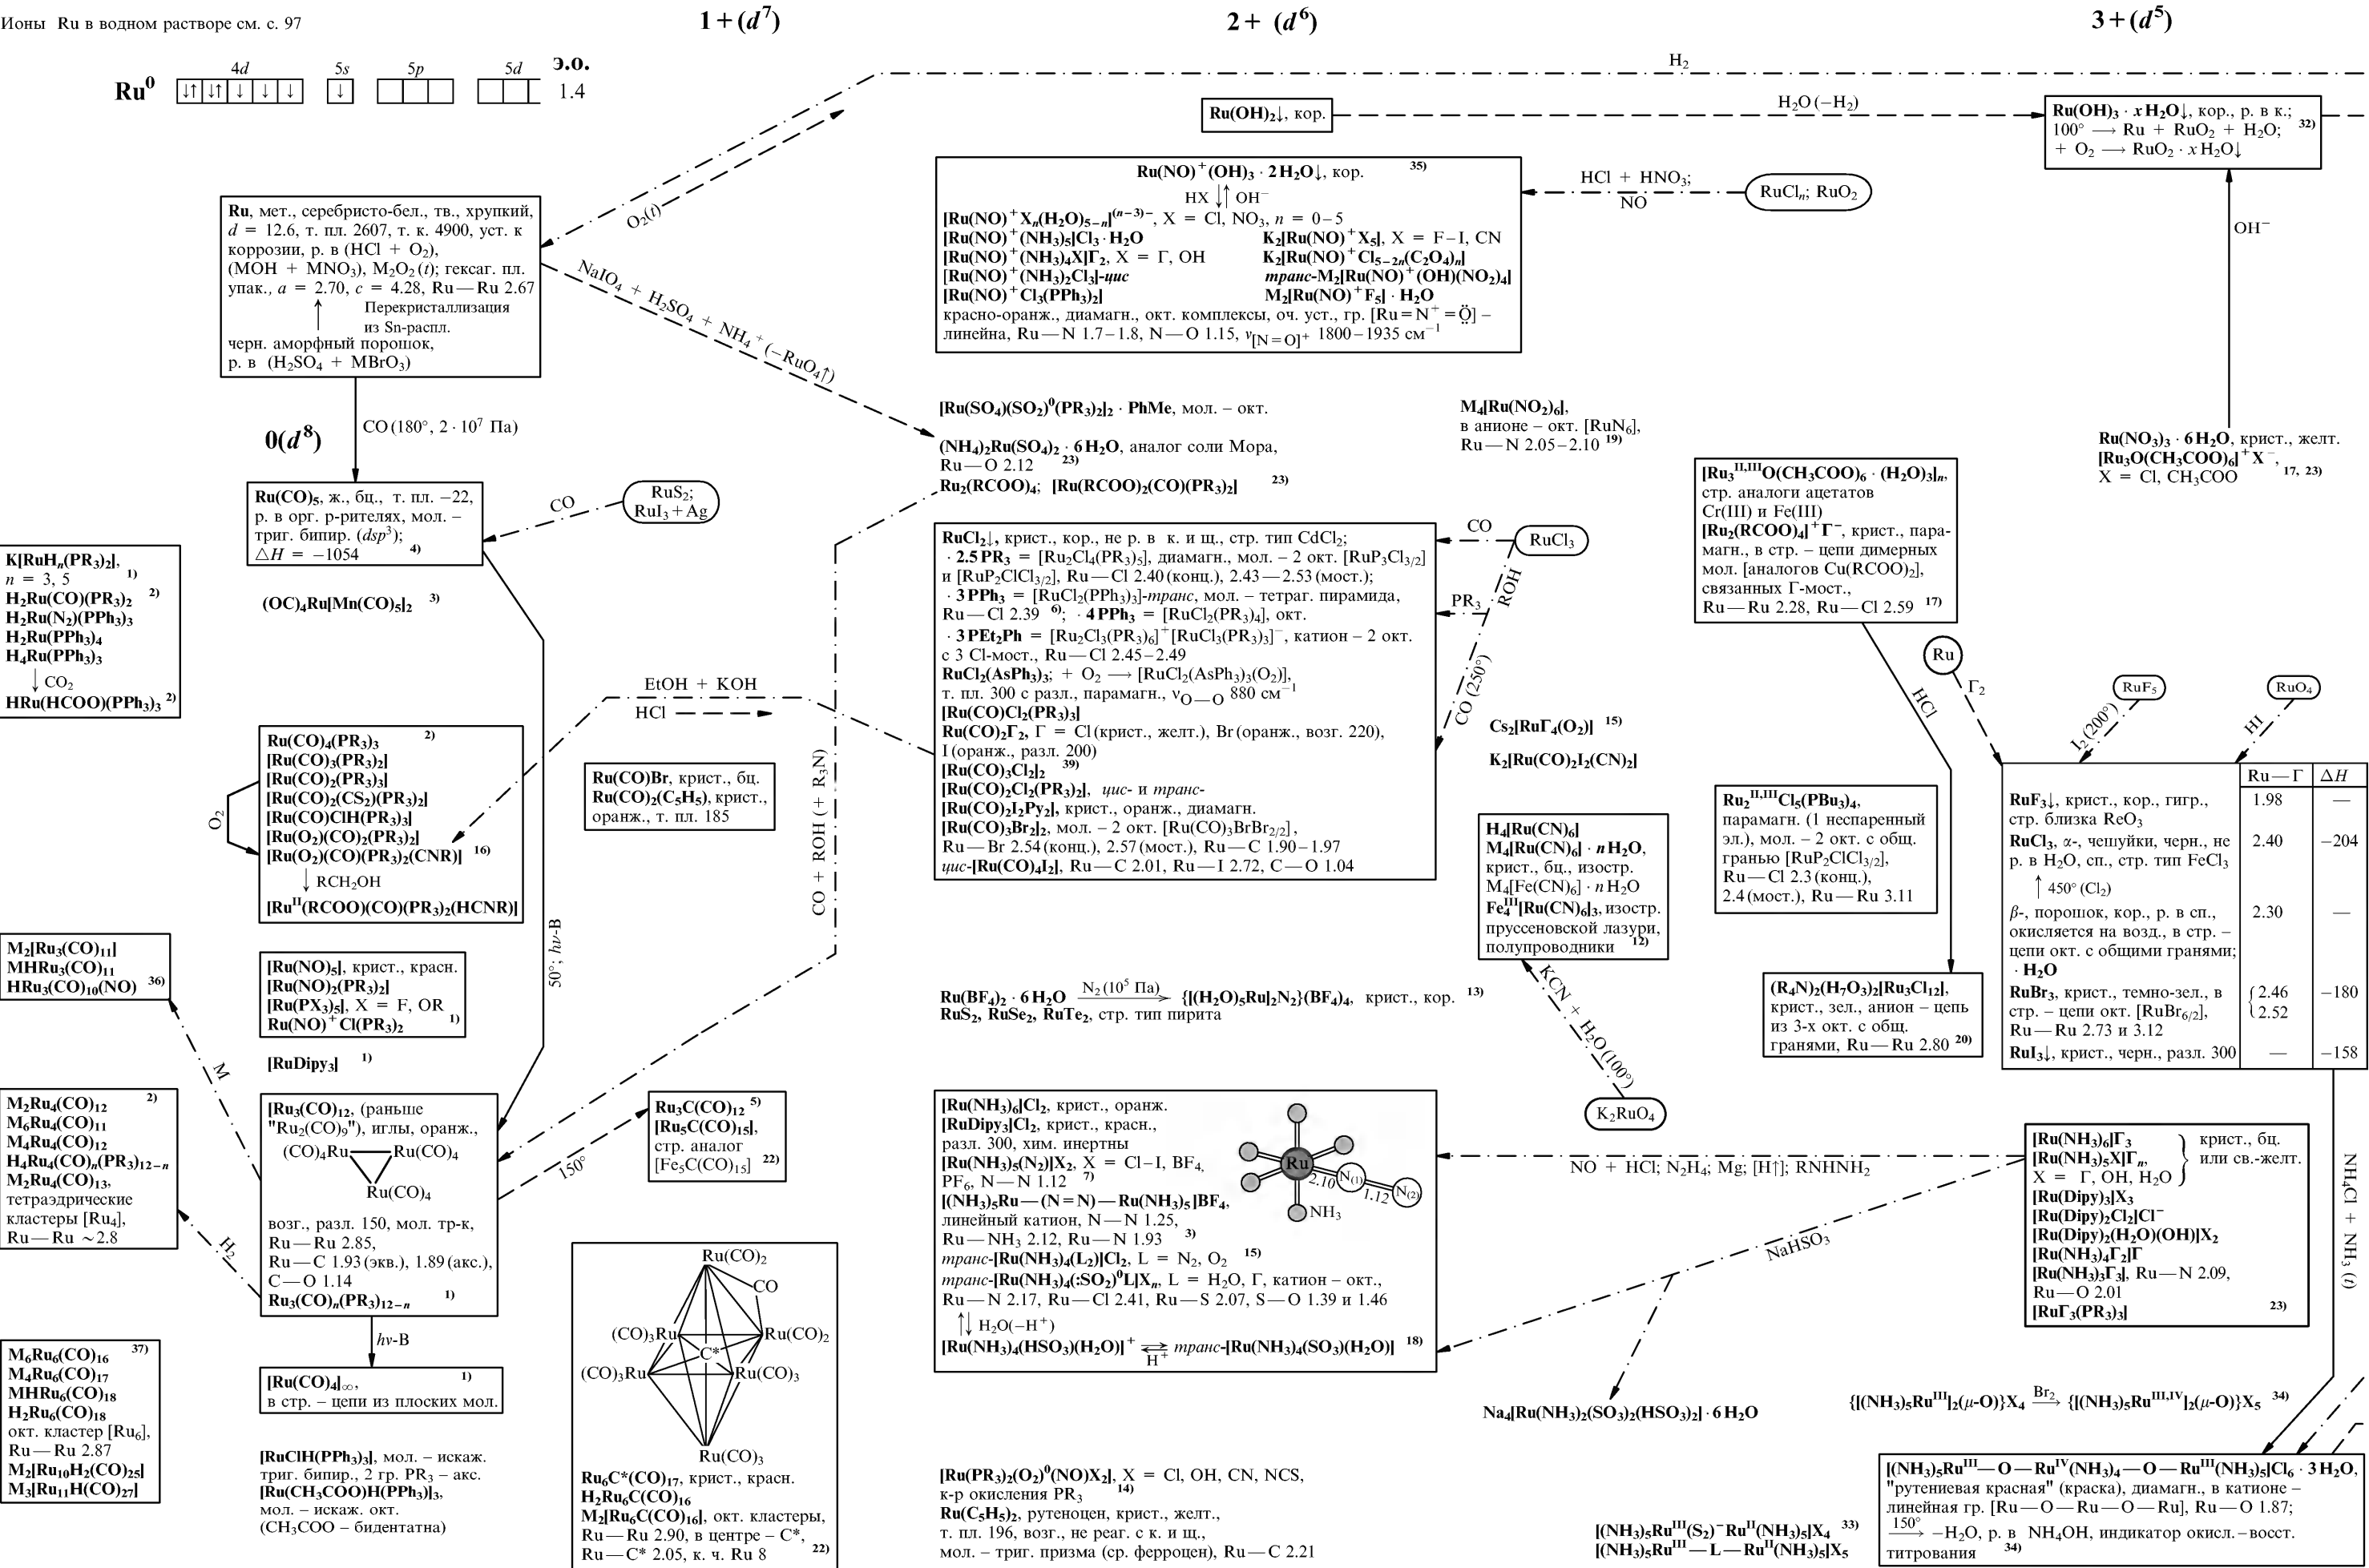 Ионы Ru в водном растворе см. с. 97
1+(d⁷)
2+ (d⁶)
3+(d⁵)
Ru⁰
4d 5s 5p 5d э.о.
↓↑ ↓↑ ↓ ↓ ↓ ↓ 1.4
H₂
O₂(t)
Ru(OH)₂↓, кор.
H₂O (−H₂)
Ru(OH)₃ · x H₂O↓, кор., р. в к.;
100° ⟶ Ru + RuO₂ + H₂O; 32)
+ O₂ ⟶ RuO₂ · x H₂O↓
OH⁻
Ru, мет., серебристо-бел., тв., хрупкий,
d = 12.6, т. пл. 2607, т. к. 4900, уст. к
коррозии, р. в (HCl + O₂),
(MOH + MNO₃), M₂O₂ (t); гексаг. пл.
упак., a = 2.70, c = 4.28, Ru—Ru 2.67
↑ Перекристаллизация
из Sn-распл.
черн. аморфный порошок,
р. в (H₂SO₄ + MBrO₃)
NaIO₄ + H₂SO₄ + NH₄⁺ (−RuO₄↑)
Ru(NO)⁺(OH)₃ · 2H₂O↓, кор. 35)
HX ↓↑ OH⁻
[Ru(NO)⁺Xₙ(H₂O)₅₋ₙ]⁽ⁿ⁻³⁾⁻, X = Cl, NO₃, n = 0–5
[Ru(NO)⁺(NH₃)₅]Cl₃ · H₂O K₂[Ru(NO)⁺X₅], X = F–I, CN
[Ru(NO)⁺(NH₃)₄X]Г₂, X = Г, OH K₂[Ru(NO)⁺Cl₅₋₂ₙ(C₂O₄)ₙ]
[Ru(NO)⁺(NH₃)₂Cl₃]-цис транс-M₂[Ru(NO)⁺(OH)(NO₂)₄]
[Ru(NO)⁺Cl₃(PPh₃)₂] M₂[Ru(NO)⁺F₅] · H₂O
красно-оранж., диамагн., окт. комплексы, оч. уст., гр. [Ru=N⁺=Ö̤] –
линейна, Ru—N 1.7–1.8, N—O 1.15, ν[N=O]⁺ 1800–1935 см⁻¹
HCl + HNO₃;
NO
RuClₙ; RuO₂
CO (180°, 2 · 10⁷ Па)
0(d⁸)
Ru(CO)₅, ж., бц., т. пл. −22,
р. в орг. р-рителях, мол. –
триг. бипир. (dsp³);
△H = −1054 4)
CO
RuS₂;
RuI₃+Ag
(OC)₄Ru[Mn(CO)₅]₂ 3)
K[RuHₙ(PR₃)₂],
n = 3, 5 1)
H₂Ru(CO)(PR₃)₂ 2)
H₂Ru(N₂)(PPh₃)₃
H₂Ru(PPh₃)₄
H₄Ru(PPh₃)₃
↓ CO₂
HRu(HCOO)(PPh₃)₃ 2)
Ru(CO)₄(PR₃)₃ 2)
[Ru(CO)₃(PR₃)₂]
[Ru(CO)₂(PR₃)₃]
[Ru(CO)₂(CS₂)(PR₃)₂]
[Ru(CO)ClH(PR₃)₃]
[Ru(O₂)(CO)₂(PR₃)₂]
[Ru(O₂)(CO)(PR₃)₂(CNR)] 16)
↓ RCH₂OH
[Ruᴵᴵ(RCOO)(CO)(PR₃)₂(HCNR)]
O₂
EtOH + KOH
HCl
50°; hν-В
CO + ROH (+ R₃N)
Ru(CO)Br, крист., бц.
Ru(CO)₂(C₅H₅), крист.,
оранж., т. пл. 185
[Ru(NO)₅], крист., красн.
[Ru(NO)₂(PR₃)₂]
[Ru(PX₃)₅], X = F, OR
Ru(NO)⁺Cl(PR₃)₂ 1)
[RuDipy₃] 1)
M₂[Ru₃(CO)₁₁]
MHRu₃(CO)₁₁
HRu₃(CO)₁₀(NO) 36)
M
M₂Ru₄(CO)₁₂ 2)
M₆Ru₄(CO)₁₁
M₄Ru₄(CO)₁₂
H₄Ru₄(CO)ₙ(PR₃)₁₂₋ₙ
M₂Ru₄(CO)₁₃,
тетраэдрические
кластеры [Ru₄],
Ru—Ru ~2.8
H₂
[Ru₃(CO)₁₂, (раньше
"Ru₂(CO)₉"), иглы, оранж.,
(CO)₄Ru Ru(CO)₄
Ru(CO)₄
возг., разл. 150, мол. тр-к,
Ru—Ru 2.85,
Ru—C 1.93 (экв.), 1.89 (акс.),
C—O 1.14
Ru₃(CO)ₙ(PR₃)₁₂₋ₙ 1)
150°
Ru₃C(CO)₁₂ 5)
[Ru₅C(CO)₁₅],
стр. аналог
[Fe₅C(CO)₁₅] 22)
hν-В
[Ru(CO)₄]∞, 1)
в стр. – цепи из плоских мол.
[RuClH(PPh₃)₃], мол. – искаж.
триг. бипир., 2 гр. PR₃ – акс.
[Ru(CH₃COO)H(PPh₃)]₃,
мол. – искаж. окт.
(CH₃COO – бидентатна)
M₆Ru₆(CO)₁₆ 37)
M₄Ru₆(CO)₁₇
MHRu₆(CO)₁₈
H₂Ru₆(CO)₁₈
окт. кластер [Ru₆],
Ru—Ru 2.87
M₂[Ru₁₀H₂(CO)₂₅]
M₃[Ru₁₁H(CO)₂₇]
Ru(CO)₂
CO
(CO)₃Ru Ru(CO)₂
C*
(CO)₃Ru Ru(CO)₃
Ru(CO)₃
Ru₆C*(CO)₁₇, крист., красн.
H₂Ru₆C(CO)₁₆
M₂[Ru₆C(CO)₁₆], окт. кластеры,
Ru—Ru 2.90, в центре – C*,
Ru—C* 2.05, к. ч. Ru 8 22)
[Ru(SO₄)(SO₂)⁰(PR₃)₂]₂ · PhMe, мол. – окт.
(NH₄)₂Ru(SO₄)₂ · 6H₂O, аналог соли Мора,
Ru—O 2.12 23)
Ru₂(RCOO)₄; [Ru(RCOO)₂(CO)(PR₃)₂] 23)
M₄[Ru(NO₂)₆],
в анионе – окт. [RuN₆],
Ru—N 2.05–2.10 19)
RuCl₂↓, крист., кор., не р. в к. и щ., стр. тип CdCl₂;
· 2.5 PR₃ = [Ru₂Cl₄(PR₃)₅], диамагн., мол. – 2 окт. [RuP₃Cl₃/₂]
и [RuP₂ClCl₃/₂], Ru—Cl 2.40 (конц.), 2.43—2.53 (мост.);
· 3 PPh₃ = [RuCl₂(PPh₃)₃]-транс, мол. – тетраг. пирамида,
Ru—Cl 2.39 6); · 4 PPh₃ = [RuCl₂(PR₃)₄], окт.
· 3 PEt₂Ph = [Ru₂Cl₃(PR₃)₆]⁺[RuCl₃(PR₃)₃]⁻, катион – 2 окт.
с 3 Cl-мост., Ru—Cl 2.45–2.49
RuCl₂(AsPh₃)₃; + O₂ ⟶ [RuCl₂(AsPh₃)₃(O₂)],
т. пл. 300 с разл., парамагн., νO—O 880 см⁻¹
[Ru(CO)Cl₂(PR₃)₃]
Ru(CO)₂Г₂, Г = Cl (крист., желт.), Br (оранж., возг. 220),
I (оранж., разл. 200)
[Ru(CO)₃Cl₂]₂ 39)
[Ru(CO)₂Cl₂(PR₃)₂], цис- и транс-
[Ru(CO)₂I₂Py₂], крист., оранж., диамагн.
[Ru(CO)₃Br₂]₂, мол. – 2 окт. [Ru(CO)₃BrBr₂/₂],
Ru—Br 2.54 (конц.), 2.57 (мост.), Ru—C 1.90–1.97
цис-[Ru(CO)₄I₂], Ru—C 2.01, Ru—I 2.72, C—O 1.04
CO
RuCl₃
PR₃
ROH
CO (250°)
Cs₂[RuГ₄(O₂)] 15)
K₂[Ru(CO)₂I₂(CN)₂]
H₄[Ru(CN)₆]
M₄[Ru(CN)₆] · n H₂O,
крист., бц., изостр.
M₄[Fe(CN)₆] · n H₂O
Fe₄ᴵᴵᴵ[Ru(CN)₆]₃, изостр.
пруссеновской лазури,
полупроводники 12)
KCN + H₂O (100°)
K₂RuO₄
Ru(BF₄)₂ · 6H₂O N₂ (10⁵ Па) ⟶ {[(H₂O)₅Ru]₂N₂}(BF₄)₄, крист., кор. 13)
RuS₂, RuSe₂, RuTe₂, стр. тип пирита
[Ru(NH₃)₆]Cl₂, крист., оранж.
[RuDipy₃]Cl₂, крист., красн.,
разл. 300, хим. инертны
[Ru(NH₃)₅(N₂)]X₂, X = Cl–I, BF₄,
PF₆, N—N 1.12 7)
[(NH₃)₅Ru—(N=N)—Ru(NH₃)₅]BF₄,
линейный катион, N—N 1.25,
Ru—NH₃ 2.12, Ru—N 1.93 3)
транс-[Ru(NH₃)₄(L₂)]Cl₂, L = N₂, O₂ 15)
транс-[Ru(NH₃)₄(:SO₂)⁰L]Xₙ, L = H₂O, Г, катион – окт.,
Ru—N 2.17, Ru—Cl 2.41, Ru—S 2.07, S—O 1.39 и 1.46
↑↓ H₂O(−H⁺)
[Ru(NH₃)₄(HSO₃)(H₂O)]⁺ ⇄ H⁺ транс-[Ru(NH₃)₄(SO₃)(H₂O)] 18)
Ru 2.10 N(1) 1.12 N(2)
NH₃
NO + HCl; N₂H₄; Mg; [H↑]; RNHNH₂
NaHSO₃
Na₄[Ru(NH₃)₂(SO₃)₂(HSO₃)₂] · 6H₂O
[Ru(PR₃)₂(O₂)⁰(NO)X₂], X = Cl, OH, CN, NCS,
к-р окисления PR₃ 14)
Ru(C₅H₅)₂, рутеноцен, крист., желт.,
т. пл. 196, возг., не реаг. с к. и щ.,
мол. – триг. призма (ср. ферроцен), Ru—C 2.21
Ru(NO₃)₃ · 6H₂O, крист., желт.
[Ru₃O(CH₃COO)₆]⁺X⁻,
X = Cl, CH₃COO 17, 23)
[Ru₃ᴵᴵ,ᴵᴵᴵO(CH₃COO)₆ · (H₂O)₃]ₙ,
стр. аналоги ацетатов
Cr(III) и Fe(III)
[Ru₂(RCOO)₄]⁺Г⁻, крист., пара-
магн., в стр. – цепи димерных
мол. [аналогов Cu(RCOO)₂],
связанных Г-мост.,
Ru—Ru 2.28, Ru—Cl 2.59 17)
HCl
Ru
Г₂
RuF₅
I₂ (200°)
RuO₄
HI
Ru₂ᴵᴵ,ᴵᴵᴵCl₅(PBu₃)₄,
парамагн. (1 неспаренный
эл.), мол. – 2 окт. с общ.
гранью [RuP₂ClCl₃/₂],
Ru—Cl 2.3 (конц.),
2.4 (мост.), Ru—Ru 3.11
(R₄N)₂(H₇O₃)₂[Ru₃Cl₁₂],
крист., зел., анион – цепь
из 3-х окт. с общ.
гранями, Ru—Ru 2.80 20)
Ru—Г △H
RuF₃↓, крист., кор., гигр., 1.98 —
стр. близка ReO₃
RuCl₃, α-, чешуйки, черн., не 2.40 −204
р. в H₂O, сп., стр. тип FeCl₃
↑ 450° (Cl₂)
β-, порошок, кор., р. в сп., 2.30 —
окисляется на возд., в стр. –
цепи окт. с общими гранями;
· H₂O
RuBr₃, крист., темно-зел., в 2.46 −180
стр. – цепи окт. [RuBr₆/₂], 2.52
Ru—Ru 2.73 и 3.12
RuI₃↓, крист., черн., разл. 300 — −158
NH₄Cl + NH₃ (t)
[Ru(NH₃)₆]Г₃ крист., бц.
[Ru(NH₃)₅X]Гₙ, или св.-желт.
X = Г, OH, H₂O
[Ru(Dipy)₃]X₃
[Ru(Dipy)₂Cl₂]Cl⁻
[Ru(Dipy)₂(H₂O)(OH)]X₂
[Ru(NH₃)₄Г₂]Г
[Ru(NH₃)₃Г₃], Ru—N 2.09,
Ru—O 2.01
[RuГ₃(PR₃)₃] 23)
{[(NH₃)₅Ruᴵᴵᴵ]₂(μ-O)}X₄ Br₂ ⟶ {[(NH₃)₅Ruᴵᴵᴵ,ᴵⱽ]₂(μ-O)}X₅ 34)
[(NH₃)₅Ruᴵᴵᴵ—O—Ruᴵⱽ(NH₃)₄—O—Ruᴵᴵᴵ(NH₃)₅]Cl₆ · 3H₂O,
"рутениевая красная" (краска), диамагн., в катионе –
линейная гр. [Ru—O—Ru—O—Ru], Ru—O 1.87;
150° ⟶ −H₂O, р. в NH₄OH, индикатор окисл.–восст.
титрования 34)
[(NH₃)₅Ruᴵᴵᴵ(S₂)⁻Ruᴵᴵ(NH₃)₅]X₄ 33)
[(NH₃)₅Ruᴵᴵᴵ—L—Ruᴵᴵ(NH₃)₅]X₅